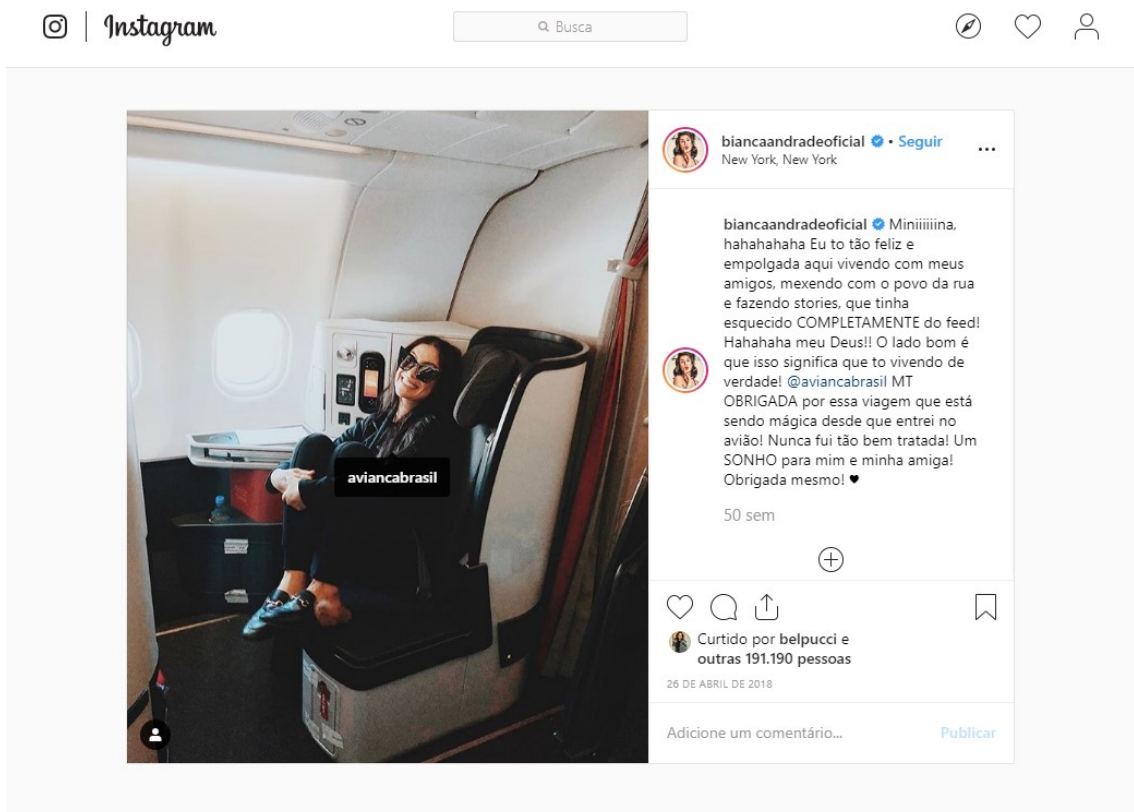 Instagram
Busca
biancaandradeoficial • Seguir
New York, New York
...
biancaandradeoficial Miniiiiiina,
hahahahaha Eu to tão feliz e
empolgada aqui vivendo com meus
amigos, mexendo com o povo da rua
e fazendo stories, que tinha
esquecido COMPLETAMENTE do feed!
Hahahaha meu Deus!! O lado bom é
que isso significa que to vivendo de
verdade! @aviancabrasil MT
OBRIGADA por essa viagem que está
sendo mágica desde que entrei no
avião! Nunca fui tão bem tratada! Um
SONHO para mim e minha amiga!
Obrigada mesmo! ♥
50 sem
aviancabrasil
Curtido por belpucci e
outras 191.190 pessoas
26 DE ABRIL DE 2018
Adicione um comentário... Publicar